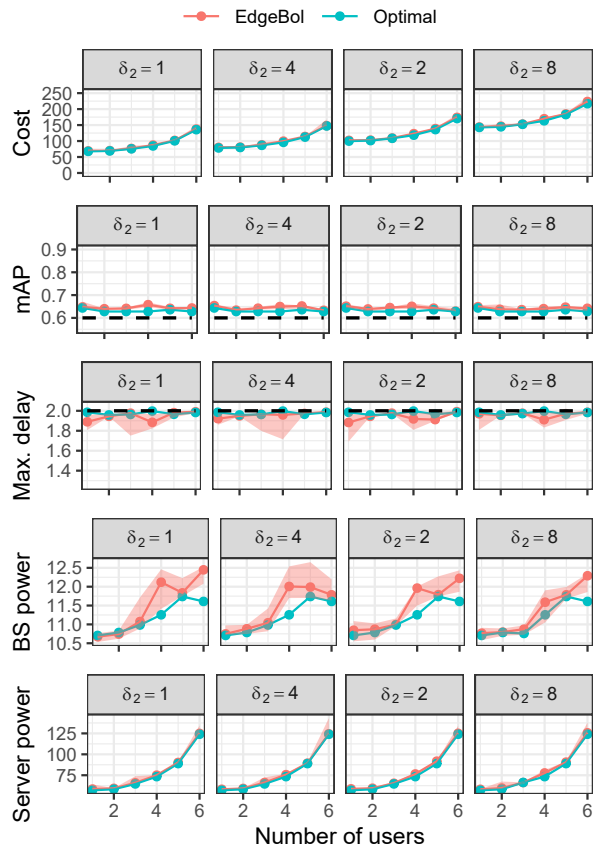 EdgeBol Optimal
δ₂ = 1 δ₂ = 4 δ₂ = 2 δ₂ = 8
Cost
250
200
150
100
50
0
δ₂ = 1 δ₂ = 4 δ₂ = 2 δ₂ = 8
mAP
0.9
0.8
0.7
0.6
δ₂ = 1 δ₂ = 4 δ₂ = 2 δ₂ = 8
Max. delay
2.0
1.8
1.6
1.4
δ₂ = 1 δ₂ = 4 δ₂ = 2 δ₂ = 8
BS power
12.5
12.0
11.5
11.0
10.5
δ₂ = 1 δ₂ = 4 δ₂ = 2 δ₂ = 8
Server power
125
100
75
2 4 6 2 4 6 2 4 6 2 4 6
Number of users